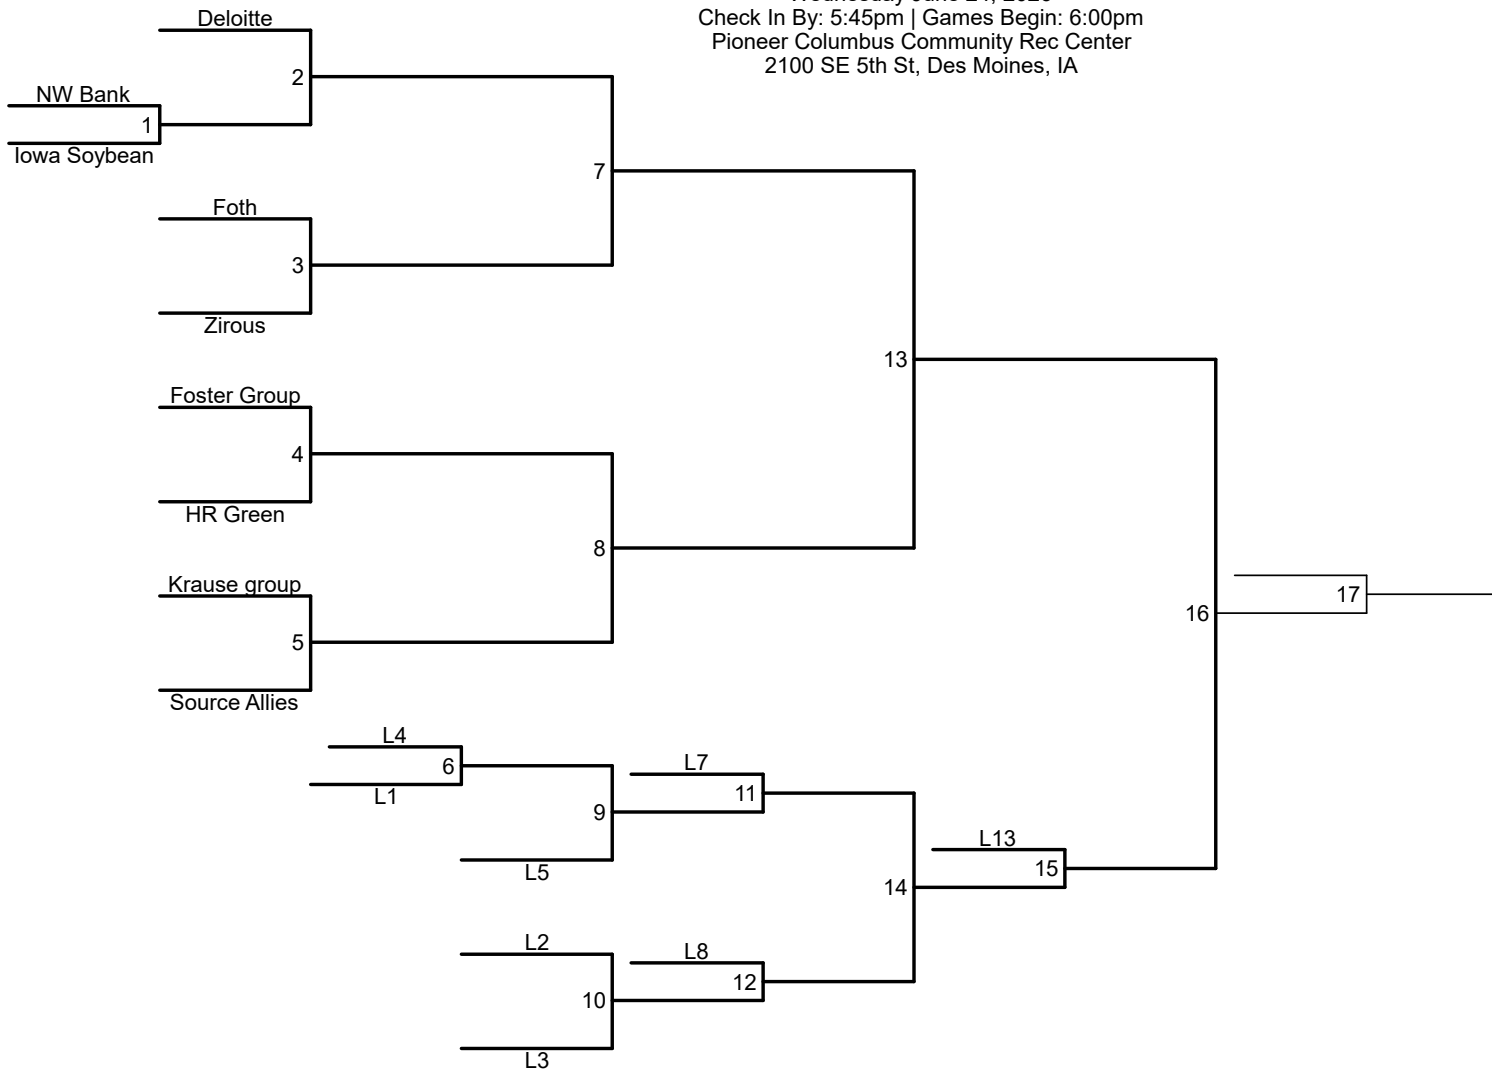 Check In By: 5:45pm | Games Begin: 6:00pm
Pioneer Columbus Community Rec Center
2100 SE 5th St, Des Moines, IA
Deloitte
2
NW Bank
1
Iowa Soybean
7
Foth
3
Zirous
13
Foster Group
4
HR Green
8
Krause group
5
Source Allies
17
16
L4
6
L1
L7
11
9
L5
L13
15
14
L2
L8
12
10
L3